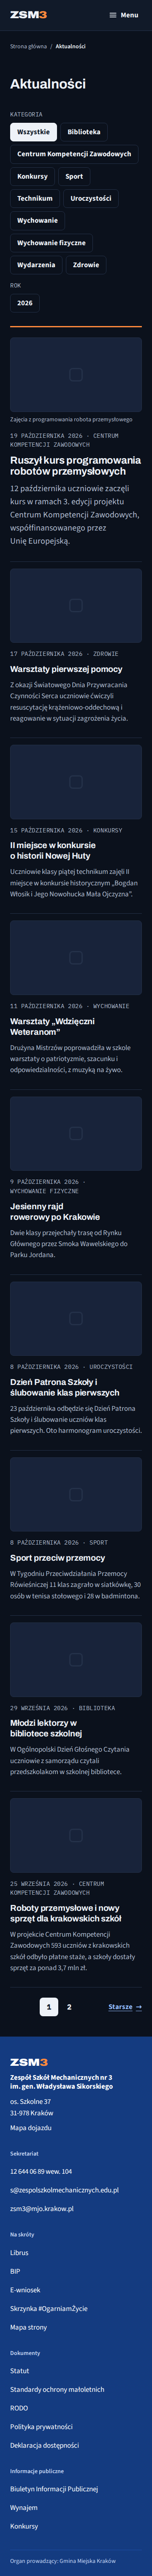 ZSM3
Menu
Strona główna / Aktualności
Aktualności
KATEGORIA
Wszystkie
Biblioteka
Centrum Kompetencji Zawodowych
Konkursy
Sport
Technikum
Uroczystości
Wychowanie
Wychowanie fizyczne
Wydarzenia
Zdrowie
ROK
2026
Zajęcia z programowania robota przemysłowego
19 PAŹDZIERNIKA 2026 · CENTRUM
KOMPETENCJI ZAWODOWYCH
Ruszył kurs programowania
robotów przemysłowych
12 października uczniowie zaczęli
kurs w ramach 3. edycji projektu
Centrum Kompetencji Zawodowych,
współfinansowanego przez
Unię Europejską.
17 PAŹDZIERNIKA 2026 · ZDROWIE
Warsztaty pierwszej pomocy
Z okazji Światowego Dnia Przywracania
Czynności Serca uczniowie ćwiczyli
resuscytację krążeniowo-oddechową i
reagowanie w sytuacji zagrożenia życia.
15 PAŹDZIERNIKA 2026 · KONKURSY
II miejsce w konkursie
o historii Nowej Huty
Uczniowie klasy piątej technikum zajęli II
miejsce w konkursie historycznym „Bogdan
Włosik i Jego Nowohucka Mała Ojczyzna”.
11 PAŹDZIERNIKA 2026 · WYCHOWANIE
Warsztaty „Wdzięczni
Weteranom”
Drużyna Mistrzów poprowadziła w szkole
warsztaty o patriotyzmie, szacunku i
odpowiedzialności, z muzyką na żywo.
9 PAŹDZIERNIKA 2026 ·
WYCHOWANIE FIZYCZNE
Jesienny rajd
rowerowy po Krakowie
Dwie klasy przejechały trasę od Rynku
Głównego przez Smoka Wawelskiego do
Parku Jordana.
8 PAŹDZIERNIKA 2026 · UROCZYSTOŚCI
Dzień Patrona Szkoły i
ślubowanie klas pierwszych
23 października odbędzie się Dzień Patrona
Szkoły i ślubowanie uczniów klas
pierwszych. Oto harmonogram uroczystości.
8 PAŹDZIERNIKA 2026 · SPORT
Sport przeciw przemocy
W Tygodniu Przeciwdziałania Przemocy
Rówieśniczej 11 klas zagrało w siatkówkę, 30
osób w tenisa stołowego i 28 w badmintona.
29 WRZEŚNIA 2026 · BIBLIOTEKA
Młodzi lektorzy w
bibliotece szkolnej
W Ogólnopolski Dzień Głośnego Czytania
uczniowie z samorządu czytali
przedszkolakom w szkolnej bibliotece.
25 WRZEŚNIA 2026 · CENTRUM
KOMPETENCJI ZAWODOWYCH
Roboty przemysłowe i nowy
sprzęt dla krakowskich szkół
W projekcie Centrum Kompetencji
Zawodowych 593 uczniów z krakowskich
szkół odbyło płatne staże, a szkoły dostały
sprzęt za ponad 3,7 mln zł.
1 2 Starsze →
ZSM3
Zespół Szkół Mechanicznych nr 3
im. gen. Władysława Sikorskiego
os. Szkolne 37
31-978 Kraków
Mapa dojazdu
Sekretariat
12 644 06 89 wew. 104
s@zespolszkolmechanicznych.edu.pl
zsm3@mjo.krakow.pl
Na skróty
Librus
BIP
E-wniosek
Skrzynka #OgarniamŻycie
Mapa strony
Dokumenty
Statut
Standardy ochrony małoletnich
RODO
Polityka prywatności
Deklaracja dostępności
Informacje publiczne
Biuletyn Informacji Publicznej
Wynajem
Konkursy
Organ prowadzący: Gmina Miejska Kraków